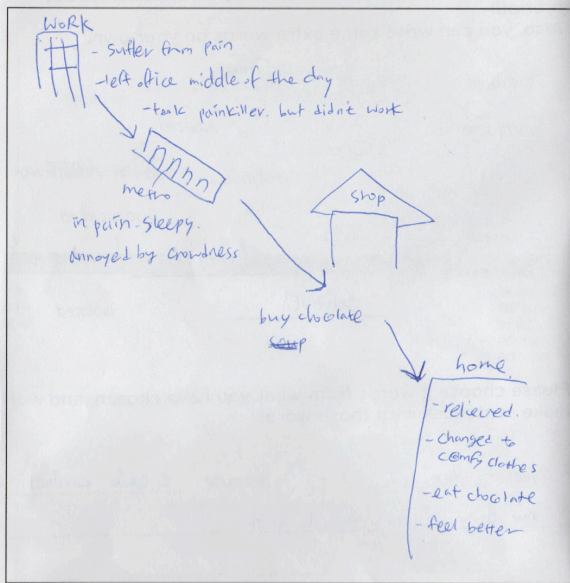 WORK
- suffer from pain
- left office middle of the day
- took painkiller. but didn't work
metro
in pain. sleepy.
annoyed by crowdness
shop
buy chocolate
home.
- relieved.
- changed to
comfy clothes
- eat chocolate
- feel better